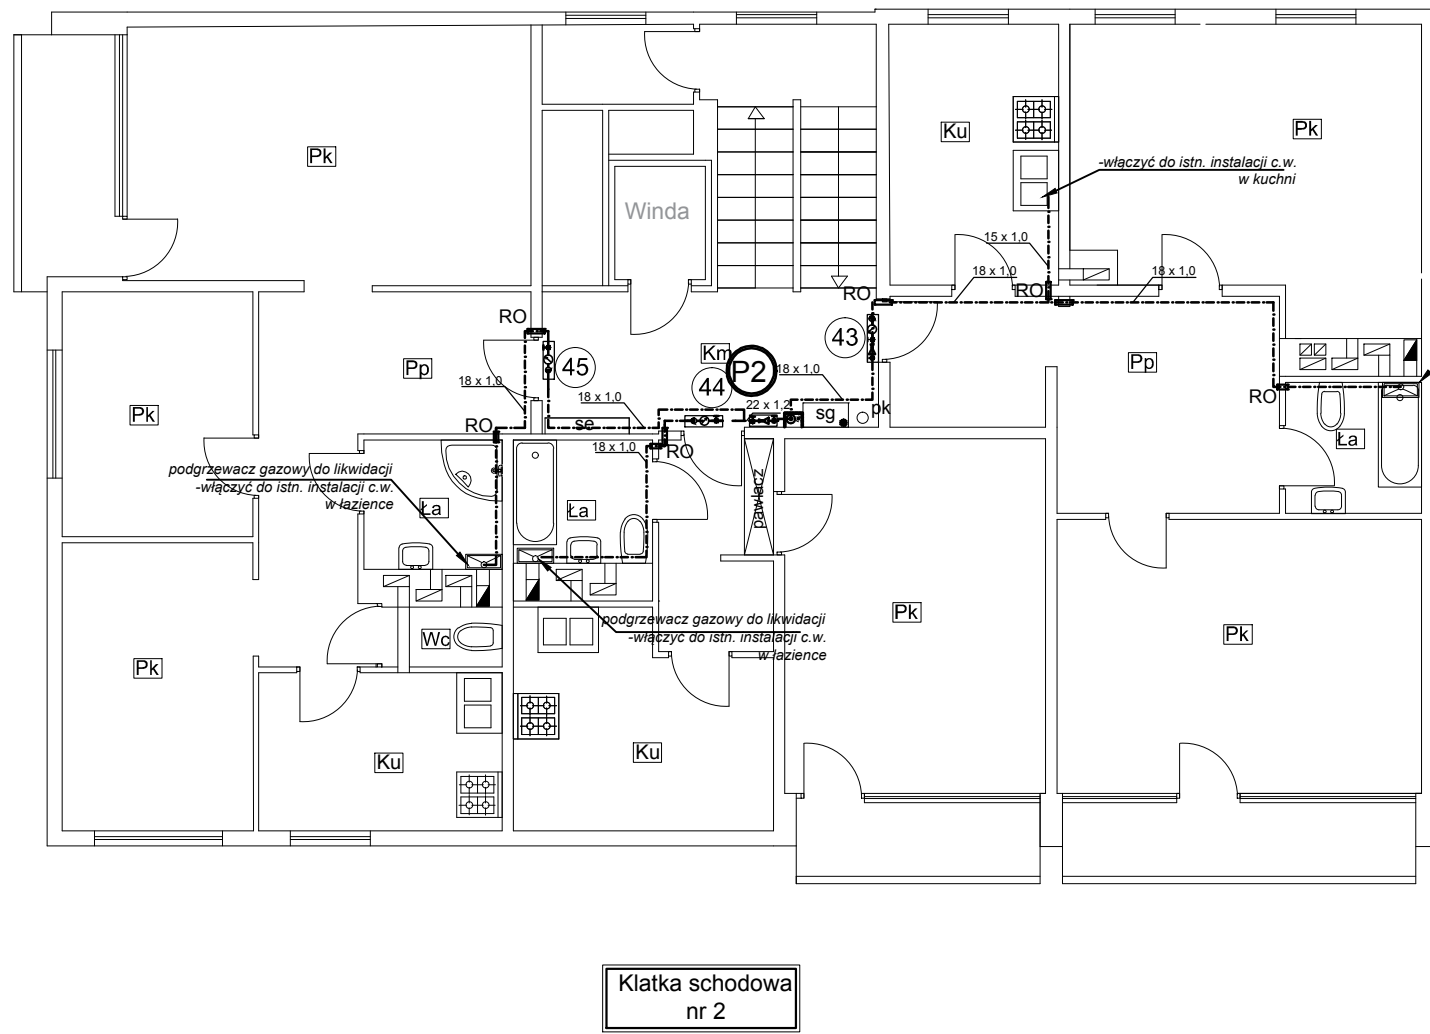 Ku
Pk
-włączyć do istn. instalacji c.w.
w kuchni
Pk
Winda
15 x 1,0
18 x 1,0
18 x 1,0
RO
RO
RO
43
Km
P2
45
44
Pp
Pp
18 x 1,0
18 x 1,0
18 x 1,0
22 x 1,2
sg
pk
se
RO
RO
RO
18 x 1,0
Pk
Ła
podgrzewacz gazowy do likwidacji
-włączyć do istn. instalacji c.w.
w łazience
Ła
Ła
pawlacz
Pk
podgrzewacz gazowy do likwidacji
-włączyć do istn. instalacji c.w.
w łazience
Wc
Pk
Pk
Ku
Ku
Klatka schodowa
nr 2